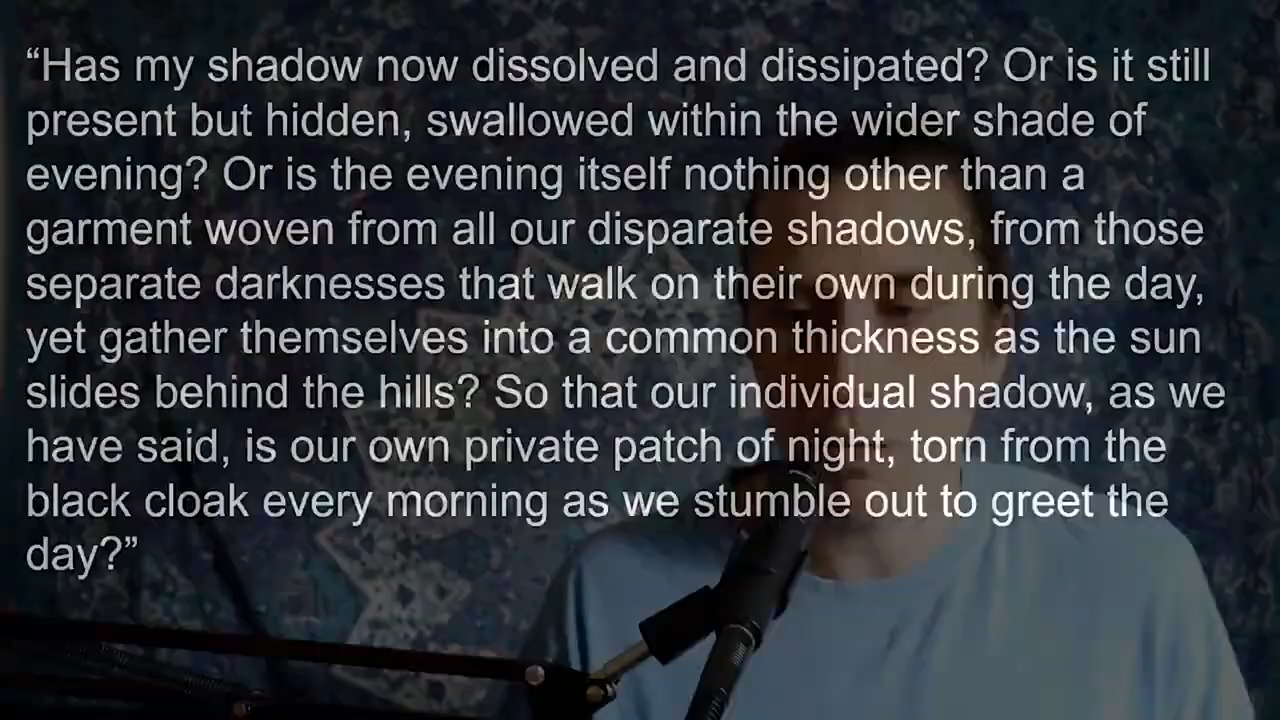 “Has my shadow now dissolved and dissipated? Or is it still
present but hidden, swallowed within the wider shade of
evening? Or is the evening itself nothing other than a
garment woven from all our disparate shadows, from those
separate darknesses that walk on their own during the day,
yet gather themselves into a common thickness as the sun
slides behind the hills? So that our individual shadow, as we
have said, is our own private patch of night, torn from the
black cloak every morning as we stumble out to greet the
day?”